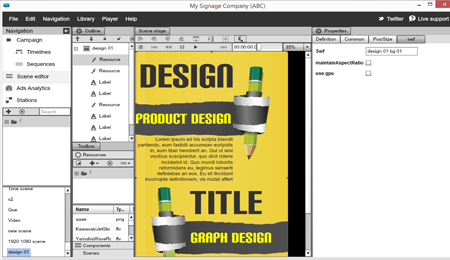 My Signage Company (ABC)
File Edit Navigation Library Player Help
Twitter Live support
Navigation
Campaign
Timelines
Sequences
Scene editor
Ads Analytics
Stations
Search
/
Time scene
s2
Que
Video
new scene
1920 1080 scene
design 01
Outline
design 01
Resource
Resource
Label
Resource
Label
Label
Label
Toolbox
Resources
/
Name Ty...
aaae png
KawasakiJetSki flv
YamahaWaveRu flv
Components
Scenes
Scene stage
00:00:00.0
35%
DESIGN
PRODUCT DESIGN
Lorem ipsum ad his scripta blandit
partiendo, eum fastidii accumsan euripidis
in, eum liber hendrerit an. Qui ut wisi
vocibus suscipiantur, quo dicit ridens
inciderint id. Quo mundi lobortis
reformidans eu, legimus senserit
definiebas an eos. Eu sit tincidunt
incorrupte definitionem, vis mutat affert
TITLE
GRAPH DESIGN
Properties
Definition Common Pos/Size swf
Swf design 01 bg 01
maintainAspectRatio
use gpu